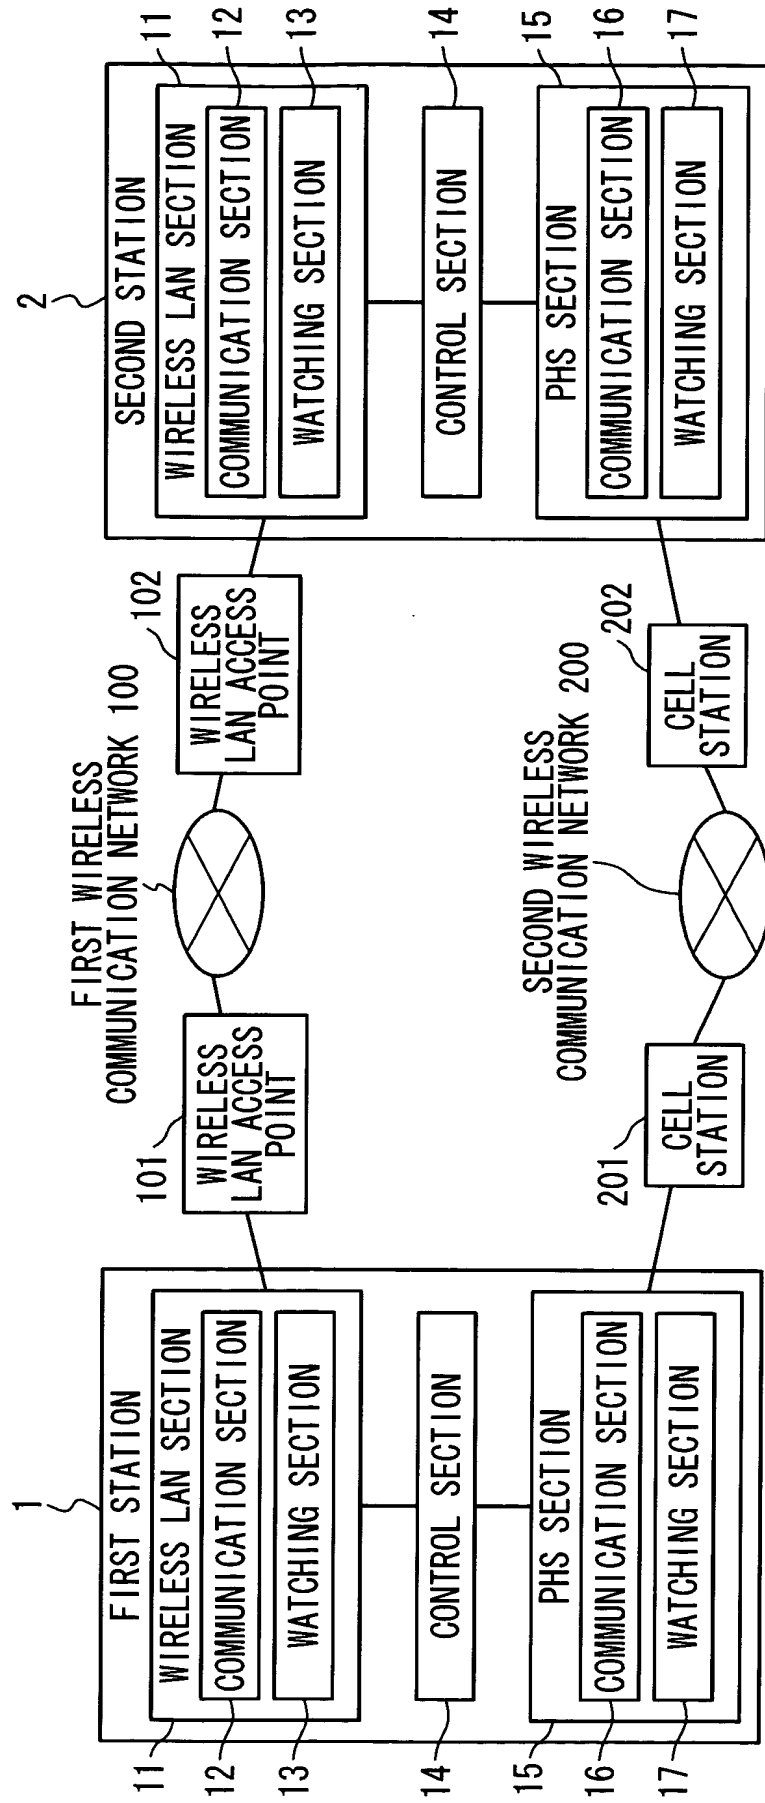 1
FIRST STATION
11
WIRELESS LAN SECTION
12
COMMUNICATION SECTION
13
WATCHING SECTION
14
CONTROL SECTION
15
PHS SECTION
16
COMMUNICATION SECTION
17
WATCHING SECTION
101
WIRELESS
LAN ACCESS
POINT
201
CELL
STATION
FIRST WIRELESS
COMMUNICATION NETWORK 100
SECOND WIRELESS
COMMUNICATION NETWORK 200
102
WIRELESS
LAN ACCESS
POINT
202
CELL
STATION
2
SECOND STATION
WIRELESS LAN SECTION
11
COMMUNICATION SECTION
12
WATCHING SECTION
13
CONTROL SECTION
14
PHS SECTION
15
COMMUNICATION SECTION
16
WATCHING SECTION
17